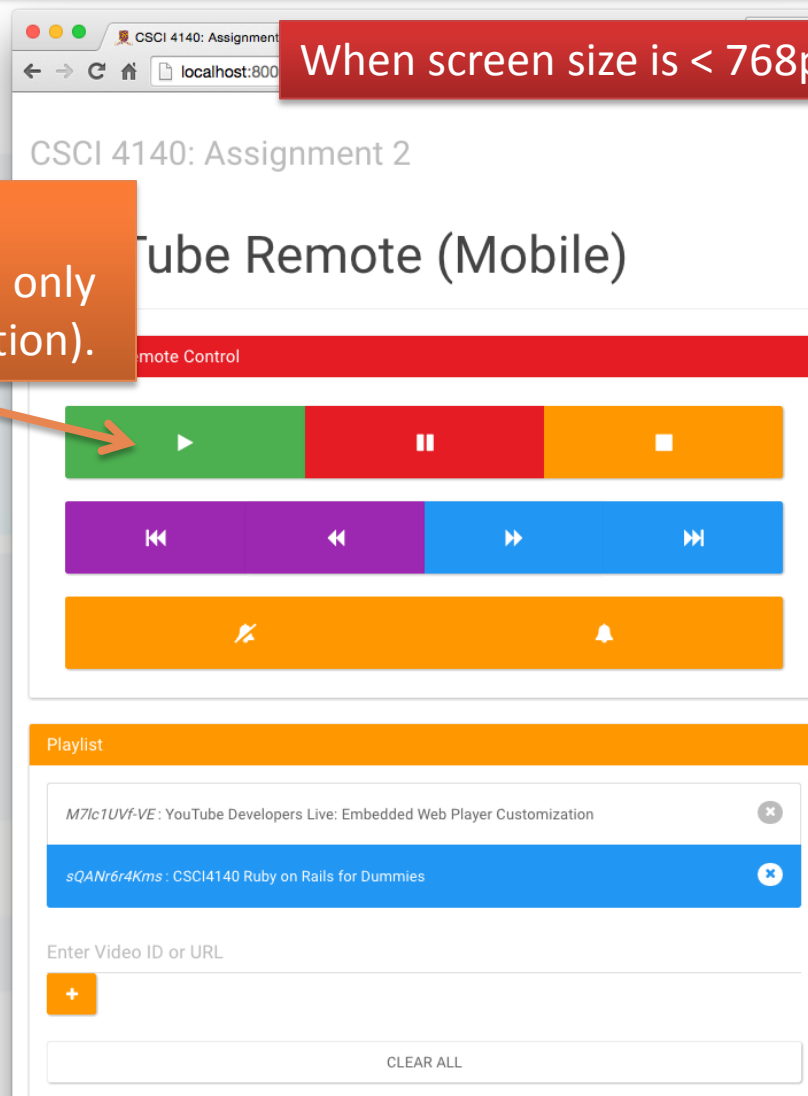 CSCI 4140: Assignment
localhost:800
When screen size is < 768p
CSCI 4140: Assignment 2
Tube Remote (Mobile)
only
tion).
emote Control
Playlist
M7lc1UVf-VE : YouTube Developers Live: Embedded Web Player Customization
sQANr6r4Kms : CSCI4140 Ruby on Rails for Dummies
Enter Video ID or URL
+
CLEAR ALL